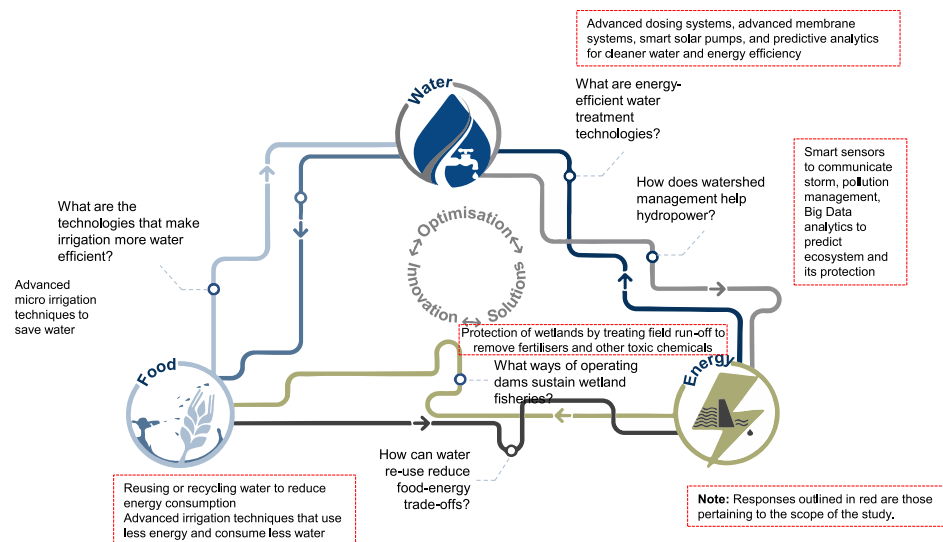 Advanced dosing systems, advanced membrane
systems, smart solar pumps, and predictive analytics
for cleaner water and energy efficiency
Water
What are energy-
efficient water
treatment
technologies?
Smart sensors
to communicate
storm, pollution
management,
Big Data
analytics to
predict
ecosystem and
its protection
How does watershed
management help
hydropower?
What are the
technologies that make
irrigation more water
efficient?
Advanced
micro irrigation
techniques to
save water
Optimisation
Solutions
Innovation
Protection of wetlands by treating field run-off to
remove fertilisers and other toxic chemicals
What ways of operating
dams sustain wetland
fisheries?
Food
Energy
How can water
re-use reduce
food-energy
trade-offs?
Reusing or recycling water to reduce
energy consumption
Advanced irrigation techniques that use
less energy and consume less water
Note: Responses outlined in red are those
pertaining to the scope of the study.